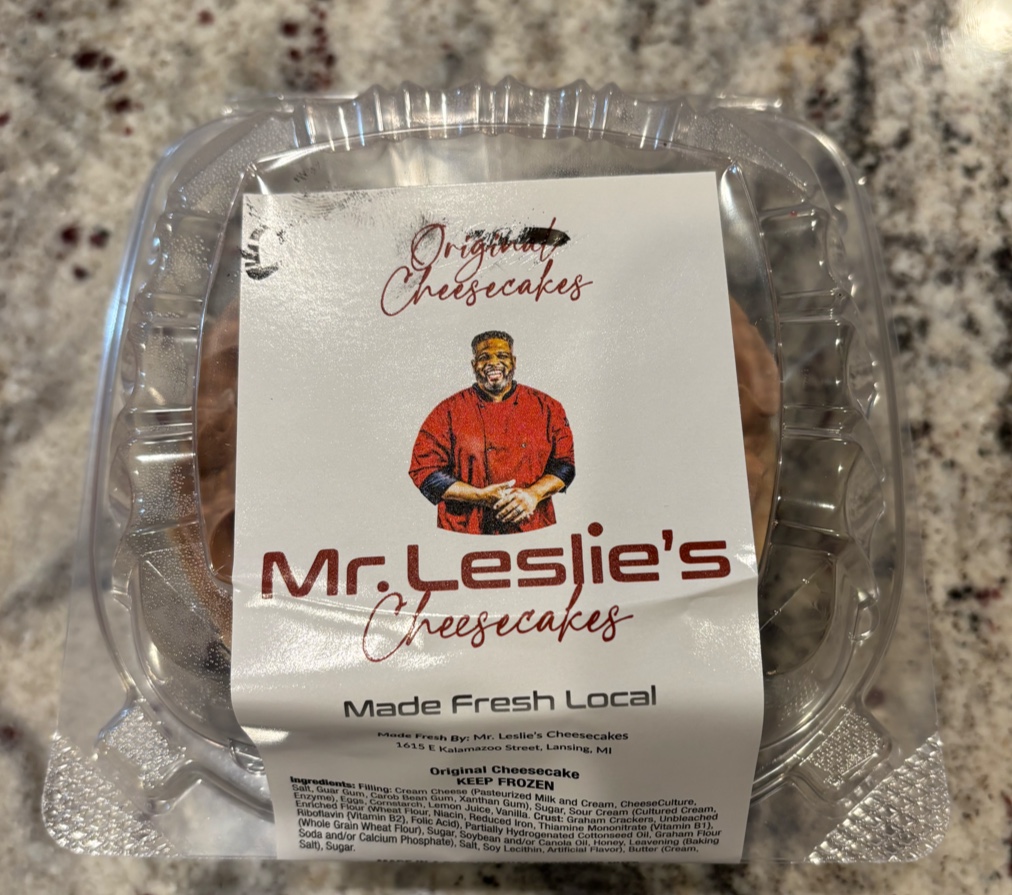 Original
Cheesecakes
Mr. Leslie's
Cheesecakes
Made Fresh Local
Made Fresh By: Mr. Leslie's Cheesecakes
1615 E Kalamazoo Street, Lansing, MI
Original Cheesecake
KEEP FROZEN
Ingredients: Filling: Cream Cheese (Pasteurized Milk and Cream, CheeseCulture,
Salt, Guar Gum, Carob Bean Gum, Xanthan Gum), Sugar, Sour Cream (Cultured Cream,
Enzyme), Eggs, Cornstarch, Lemon Juice, Vanilla. Crust: Graham Crackers, Unbleached
Enriched Flour (Wheat Flour, Niacin, Reduced Iron, Thiamine Mononitrate (Vitamin B1),
Riboflavin (Vitamin B2), Folic Acid), Partially Hydrogenated Cottonseed Oil, Graham Flour
(Whole Grain Wheat Flour), Sugar, Soybean and/or Canola Oil, Honey, Leavening (Baking
Soda and/or Calcium Phosphate), Salt, Soy Lecithin, Artificial Flavor), Butter (Cream,
Salt), Sugar.